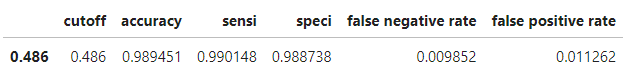 cutoff accuracy sensi speci false negative rate false positive rate
0.486 0.486 0.989451 0.990148 0.988738 0.009852 0.011262